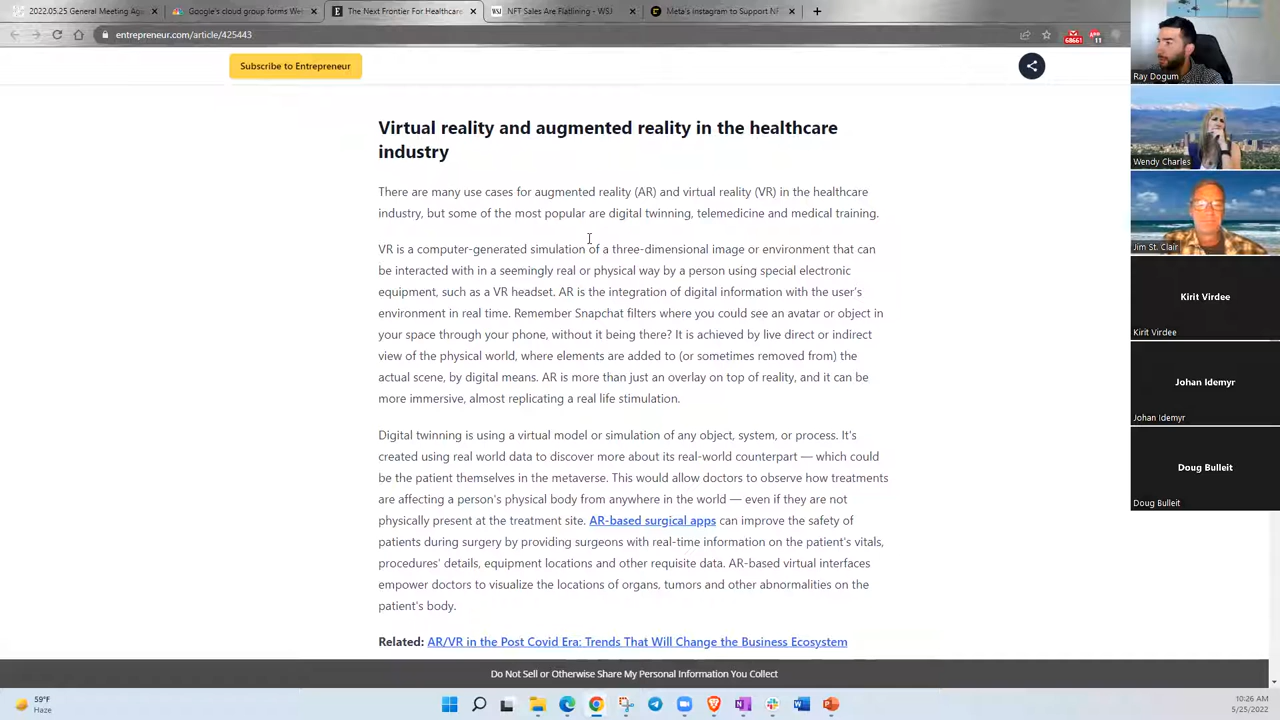 2022.05.25 General Meeting Age
Google's cloud group forms Web
The Next Frontier For Healthcare
NFT Sales Are Flatlining - WSJ
Meta's Instagram to Support NF
entrepreneur.com/article/425443
68661
11
Subscribe to Entrepreneur
Virtual reality and augmented reality in the healthcare
industry
There are many use cases for augmented reality (AR) and virtual reality (VR) in the healthcare
industry, but some of the most popular are digital twinning, telemedicine and medical training.
VR is a computer-generated simulation of a three-dimensional image or environment that can
be interacted with in a seemingly real or physical way by a person using special electronic
equipment, such as a VR headset. AR is the integration of digital information with the user's
environment in real time. Remember Snapchat filters where you could see an avatar or object in
your space through your phone, without it being there? It is achieved by live direct or indirect
view of the physical world, where elements are added to (or sometimes removed from) the
actual scene, by digital means. AR is more than just an overlay on top of reality, and it can be
more immersive, almost replicating a real life stimulation.
Digital twinning is using a virtual model or simulation of any object, system, or process. It's
created using real world data to discover more about its real-world counterpart — which could
be the patient themselves in the metaverse. This would allow doctors to observe how treatments
are affecting a person's physical body from anywhere in the world — even if they are not
physically present at the treatment site. AR-based surgical apps can improve the safety of
patients during surgery by providing surgeons with real-time information on the patient's vitals,
procedures' details, equipment locations and other requisite data. AR-based virtual interfaces
empower doctors to visualize the locations of organs, tumors and other abnormalities on the
patient's body.
Related: AR/VR in the Post Covid Era: Trends That Will Change the Business Ecosystem
Do Not Sell or Otherwise Share My Personal Information You Collect
Ray Dogum
Wendy Charles
Jim St. Clair
Kirit Virdee
Kirit Virdee
Johan Idemyr
Johan Idemyr
Doug Bulleit
Doug Bulleit
59°F
Haze
10:26 AM
5/25/2022